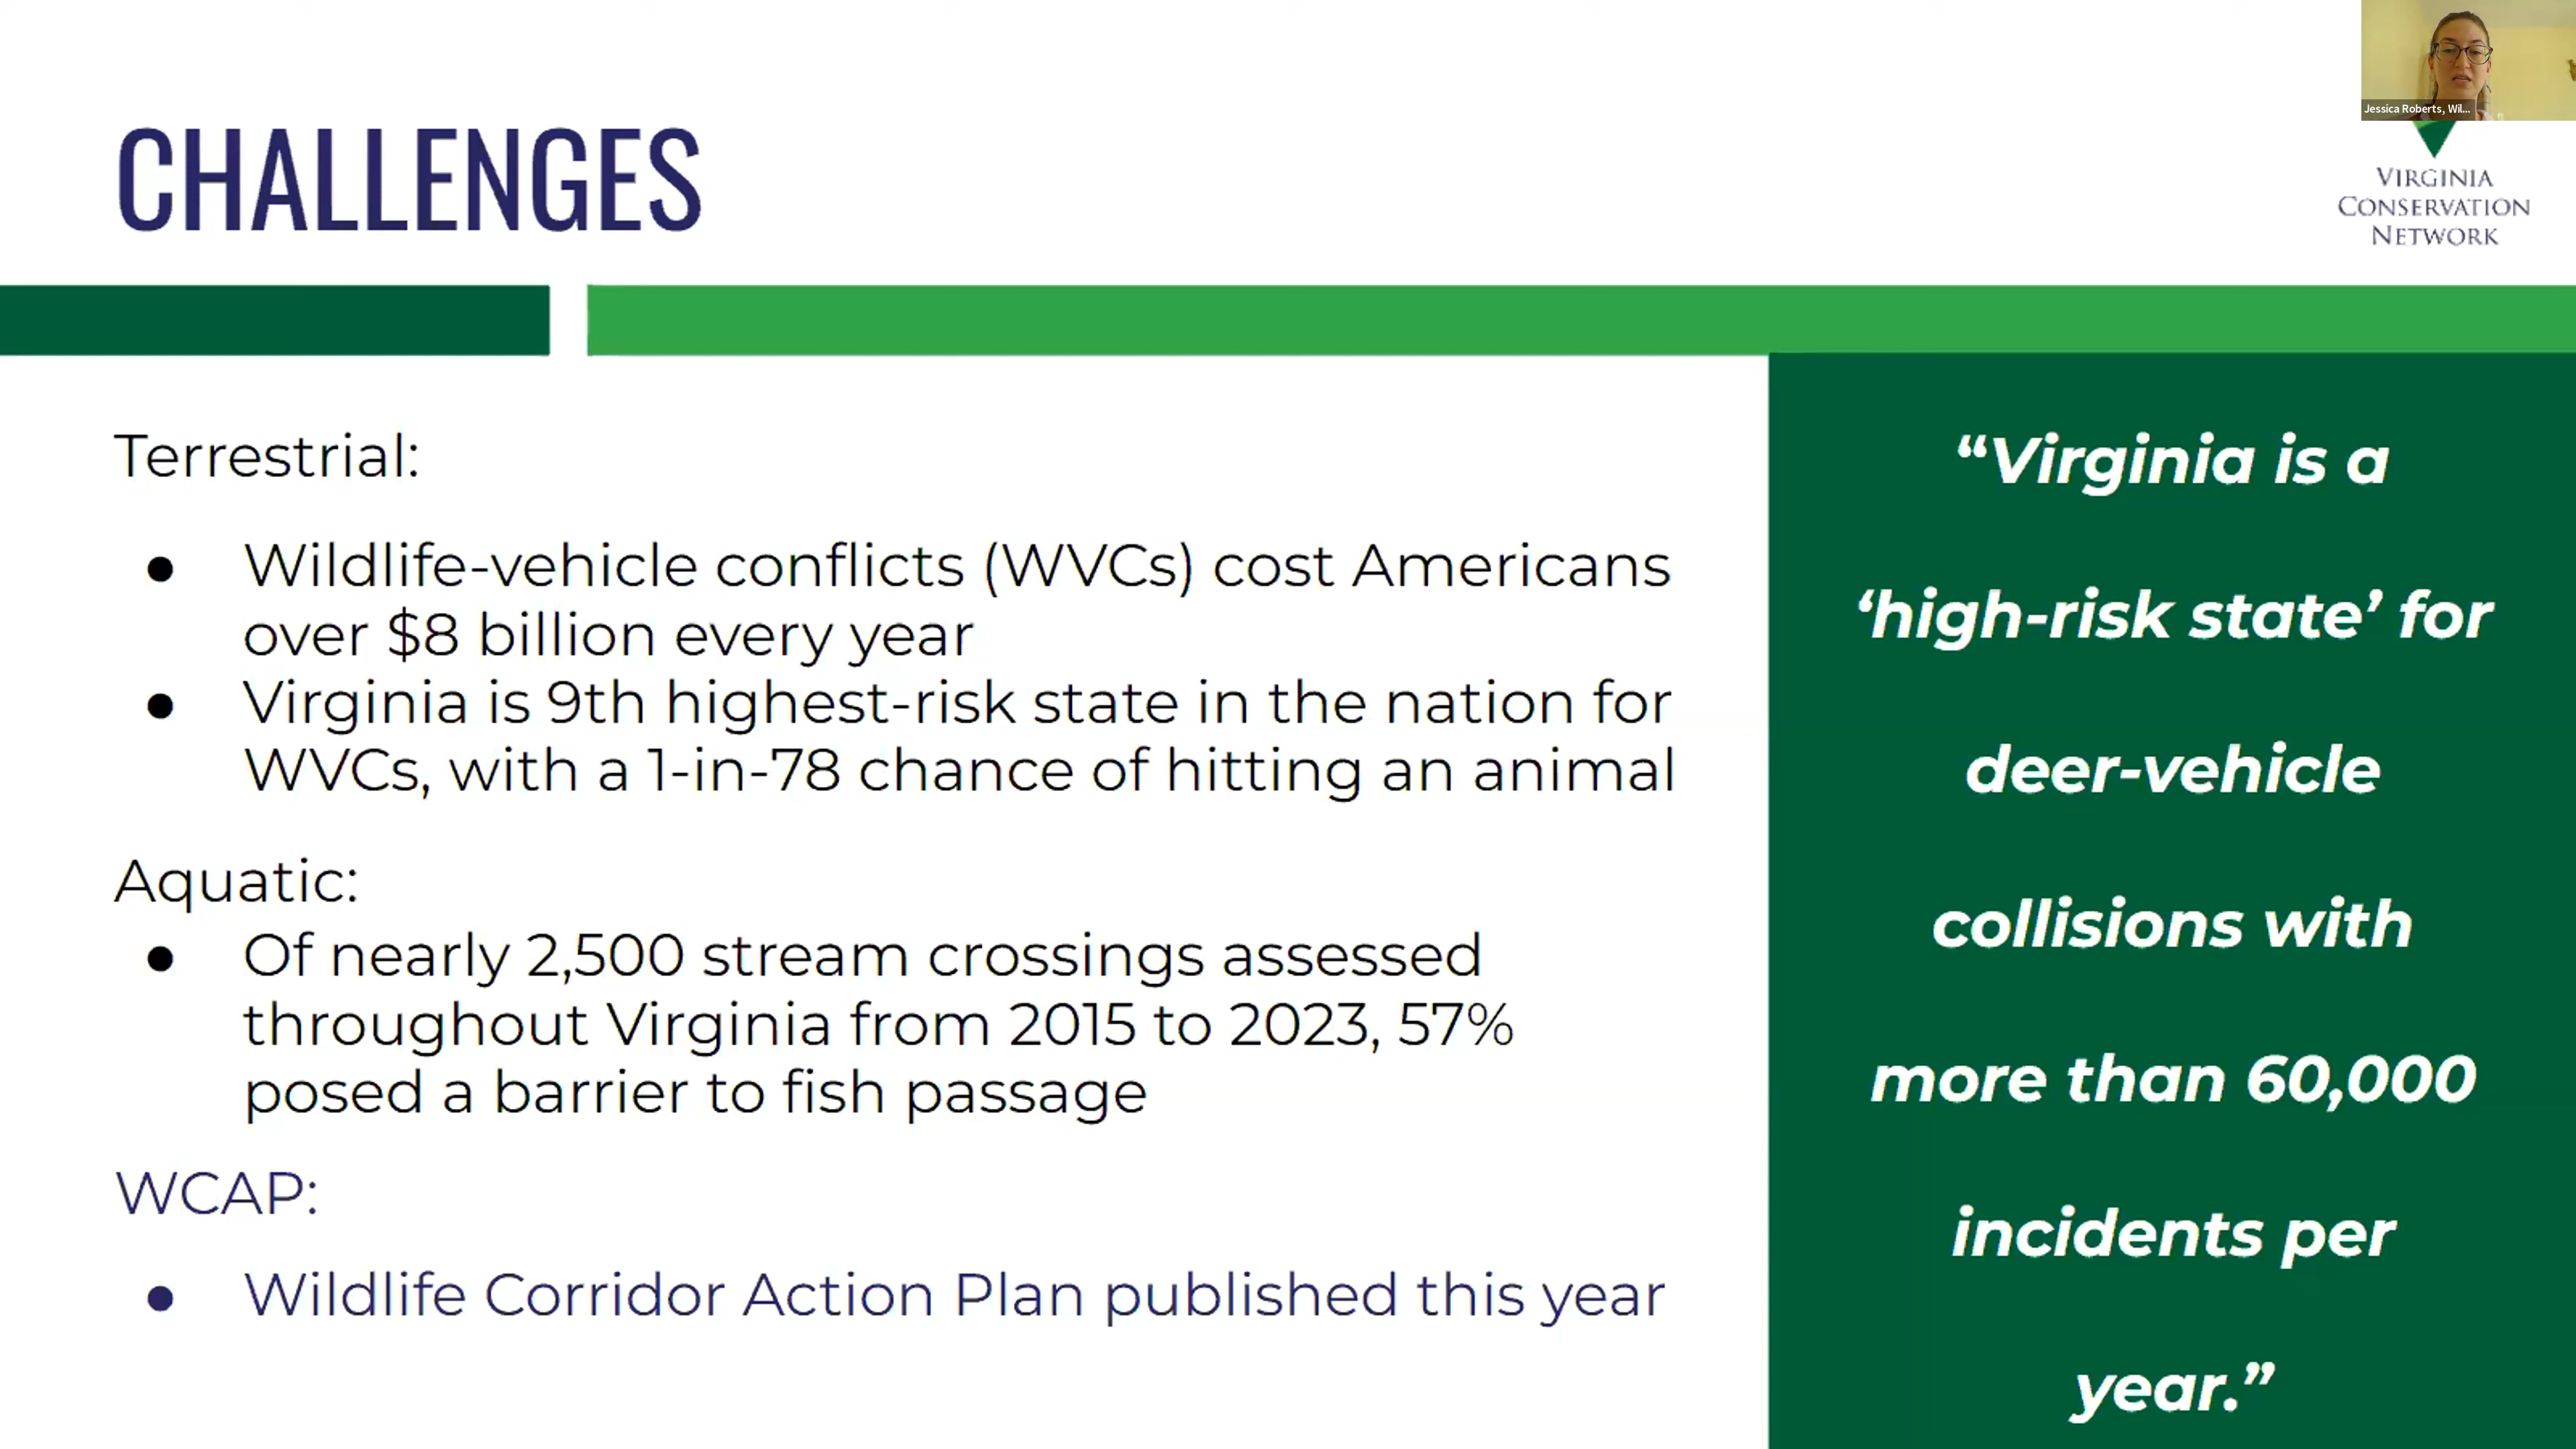 Jessica Roberts, Wil...
VIRGINIA
CONSERVATION
NETWORK
CHALLENGES
Terrestrial:
● Wildlife-vehicle conflicts (WVCs) cost Americans
over $8 billion every year
● Virginia is 9th highest-risk state in the nation for
WVCs, with a 1-in-78 chance of hitting an animal
Aquatic:
● Of nearly 2,500 stream crossings assessed
throughout Virginia from 2015 to 2023, 57%
posed a barrier to fish passage
WCAP:
● Wildlife Corridor Action Plan published this year
“Virginia is a
‘high-risk state’ for
deer-vehicle
collisions with
more than 60,000
incidents per
year.”